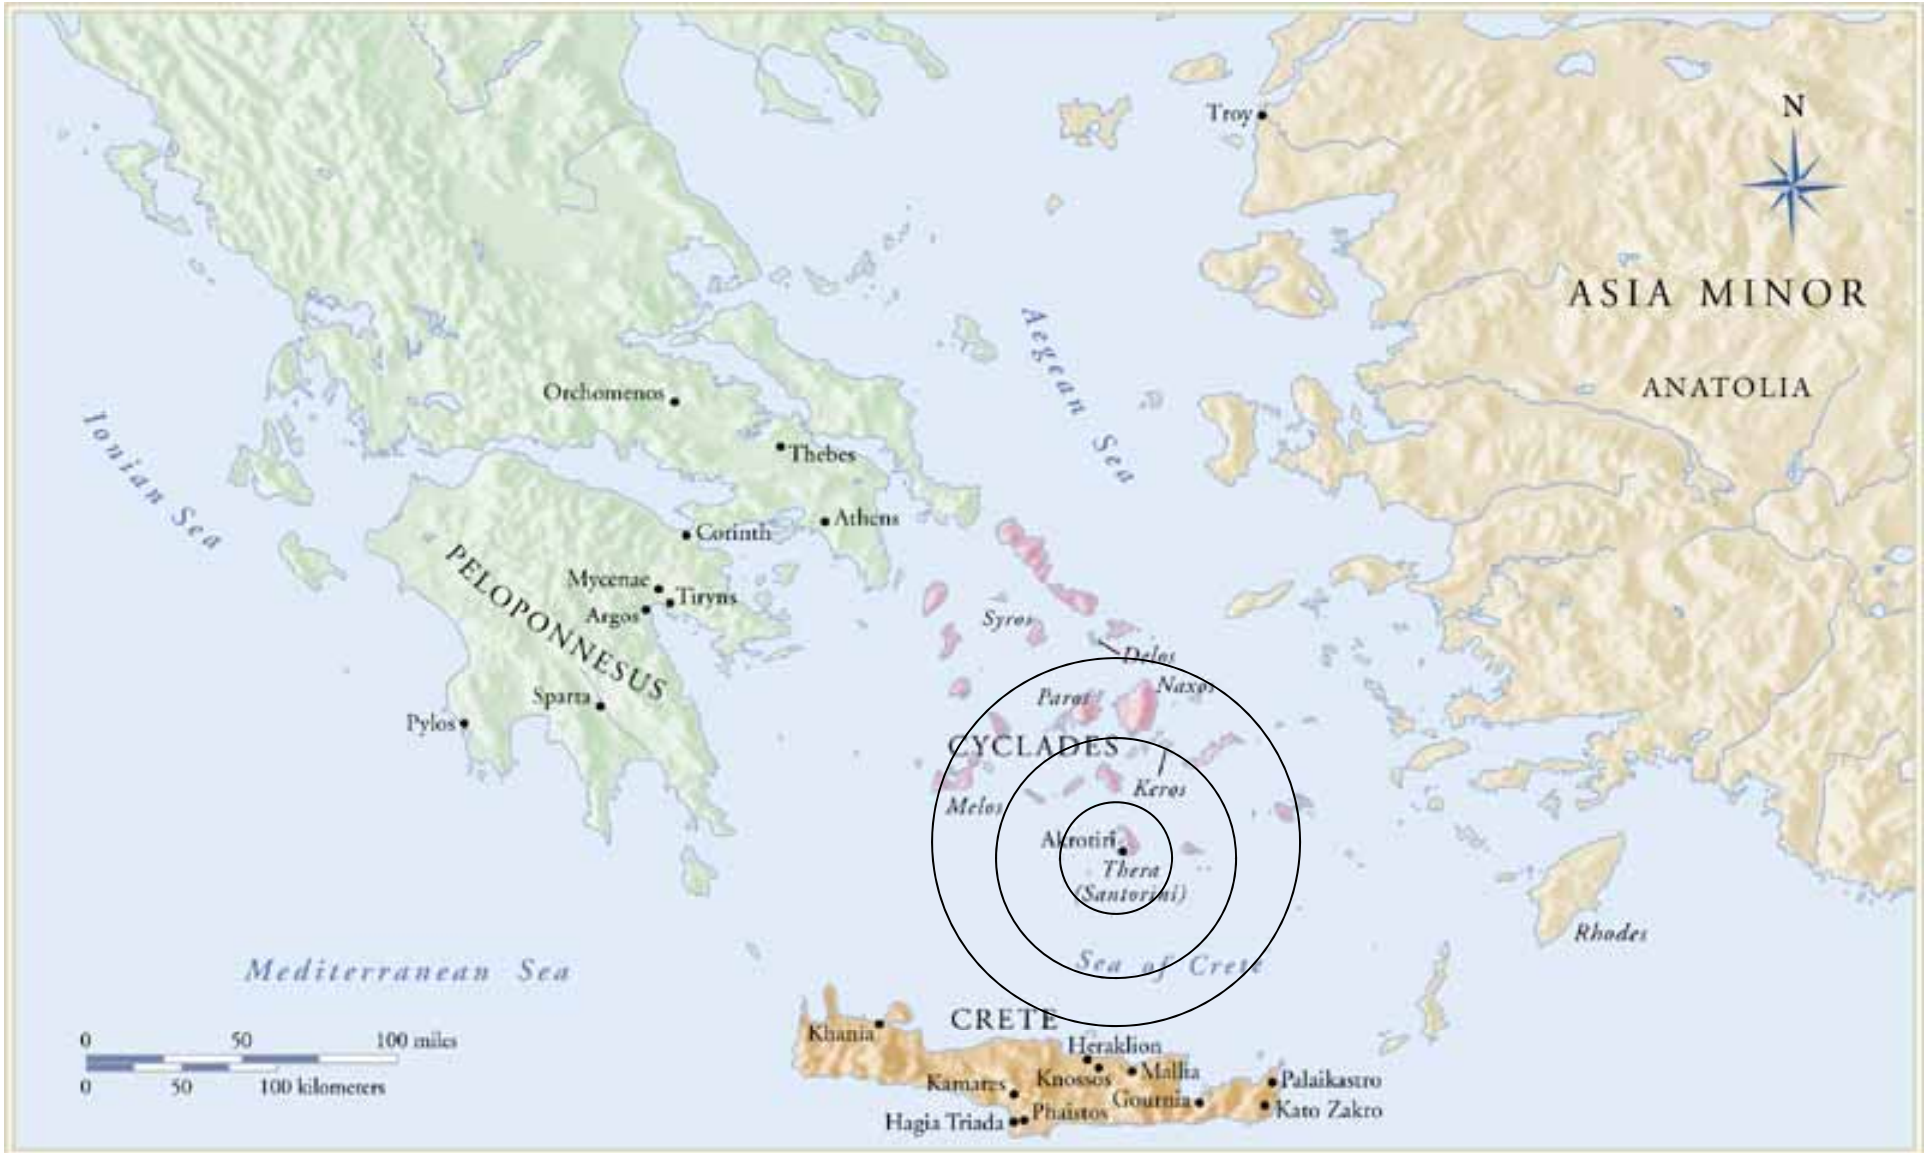 Troy
N
ASIA MINOR
ANATOLIA
Aegean Sea
Orchomenos
Thebes
Ionian Sea
Athens
Corinth
PELOPONNESUS
Mycenae
Tiryns
Argos
Syros
Delos
Naxos
Paros
Sparta
Pylos
CYCLADES
Keros
Melos
Akrotiri
Thera
(Santorini)
Rhodes
Sea of Crete
Mediterranean Sea
CRETE
Khania
Heraklion
Knossos
Mallia
Kamares
Gournia
Palaikastro
Kato Zakro
Phaistos
Hagia Triada
0 50 100 miles
0 50 100 kilometers